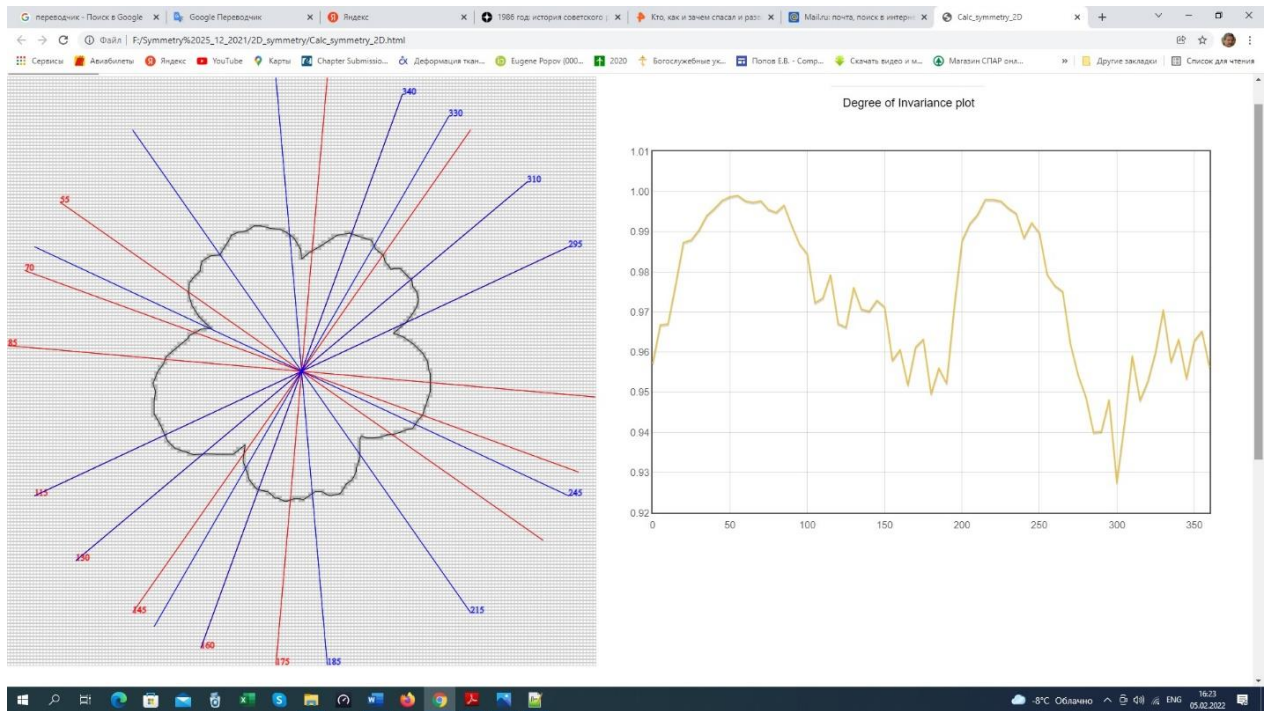 переводчик - Поиск в Google
Google Переводчик
Яндекс
1986 год: история советского
Кто, как и зачем спасал и разв
Mail.ru: почта, поиск в интерн
Calc_symmetry_2D
Файл | F:/Symmetry%2025_12_2021/2D_symmetry/Calc_symmetry_2D.html
Сервисы
Авиабилеты
Яндекс
YouTube
Карты
Chapter Submissio...
Деформация ткан...
Eugene Popov (000...
2020
Богослужебные ук...
Попов Е.В. - Comp...
Скачать видео и м...
Магазин СПАР онл...
»
Другие закладки
Список для чтения
340
330
310
295
55
70
85
115
130
145
160
175
185
215
245
Degree of Invariance plot
1.01
1.00
0.99
0.98
0.97
0.96
0.95
0.94
0.93
0.92
0 50 100 150 200 250 300 350
-8°C Облачно
ENG
16:23
05.02.2022